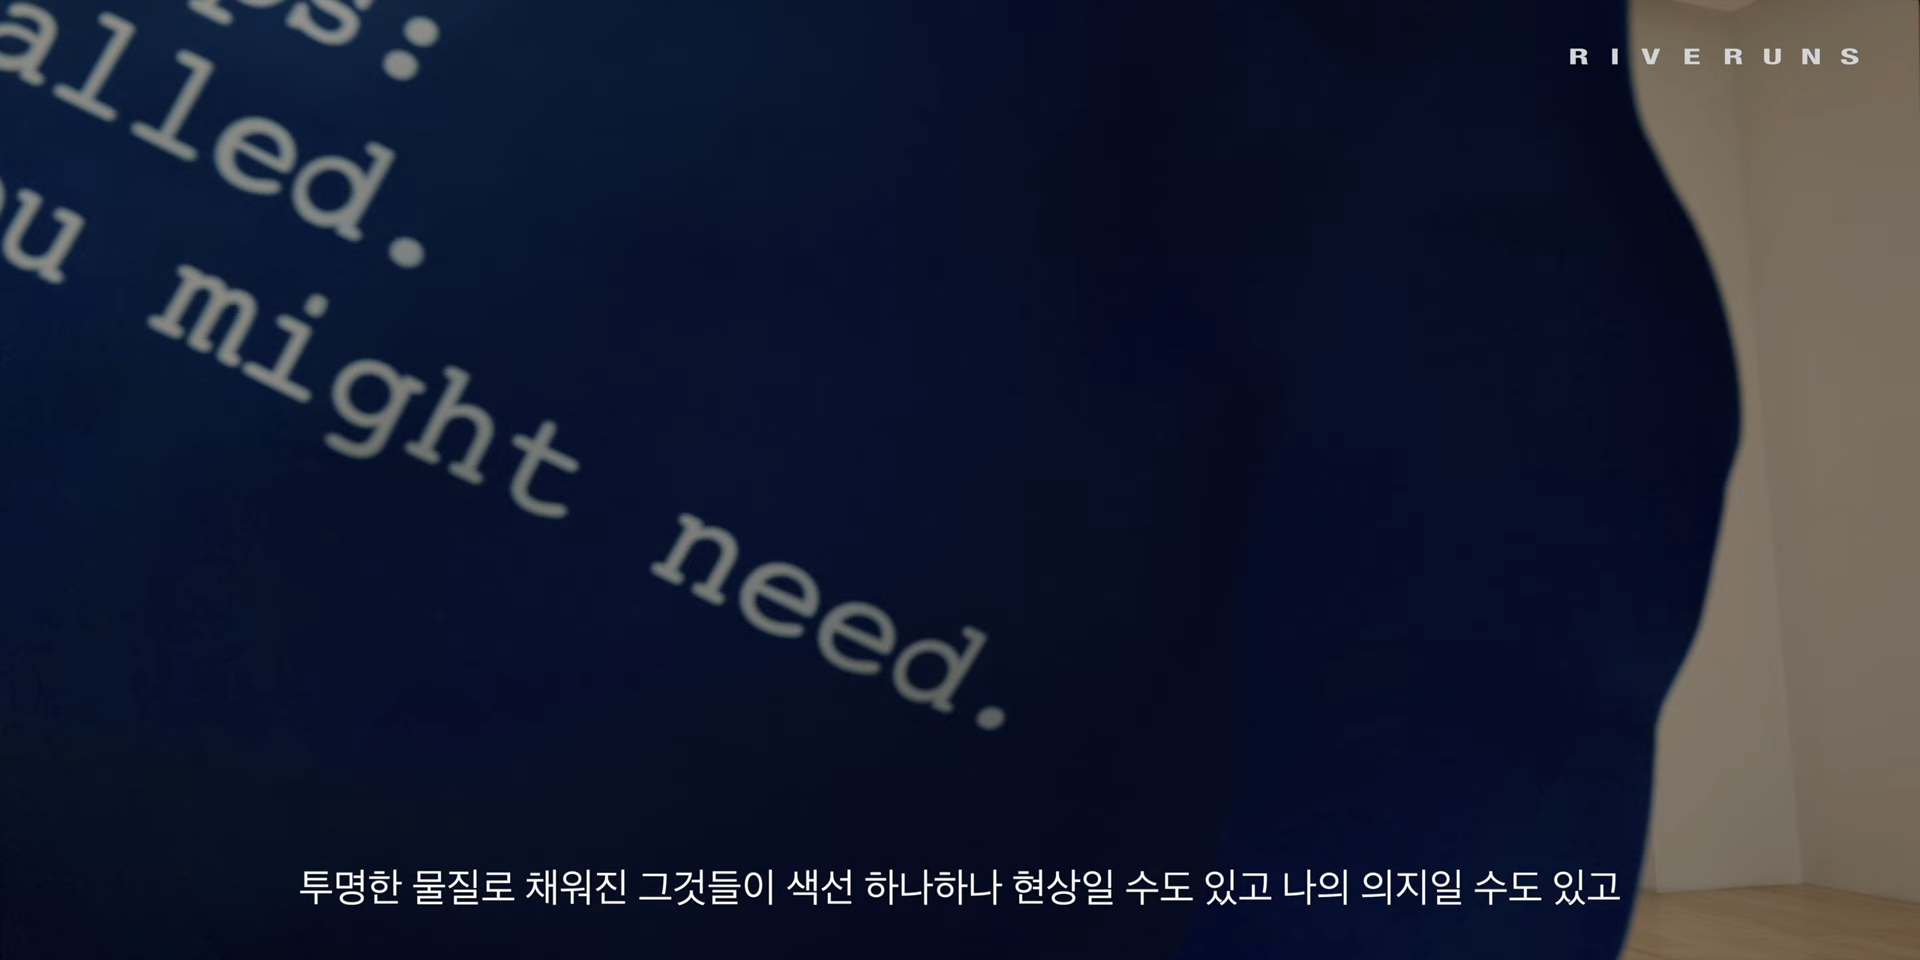 RIVERUNS
might need.
투명한 물질로 채워진 그것들이 색선 하나하나 현상일 수도 있고 나의 의지일 수도 있고